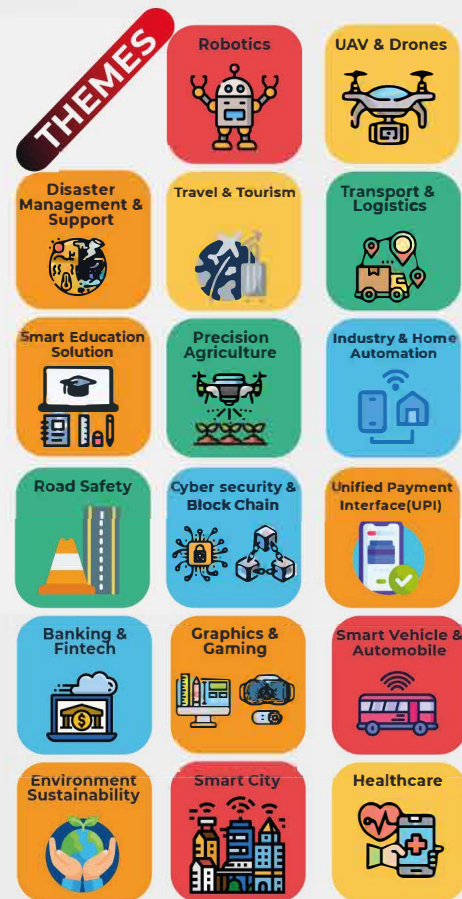 THEMES
Robotics
UAV & Drones
Disaster
Management &
Support
Travel & Tourism
Transport &
Logistics
Smart Education
Solution
Precision
Agriculture
Industry & Home
Automation
Road Safety
Cyber security &
Block Chain
Unified Payment
Interface(UPI)
Banking &
Fintech
Graphics &
Gaming
Smart Vehicle &
Automobile
Environment
Sustainability
Smart City
Healthcare